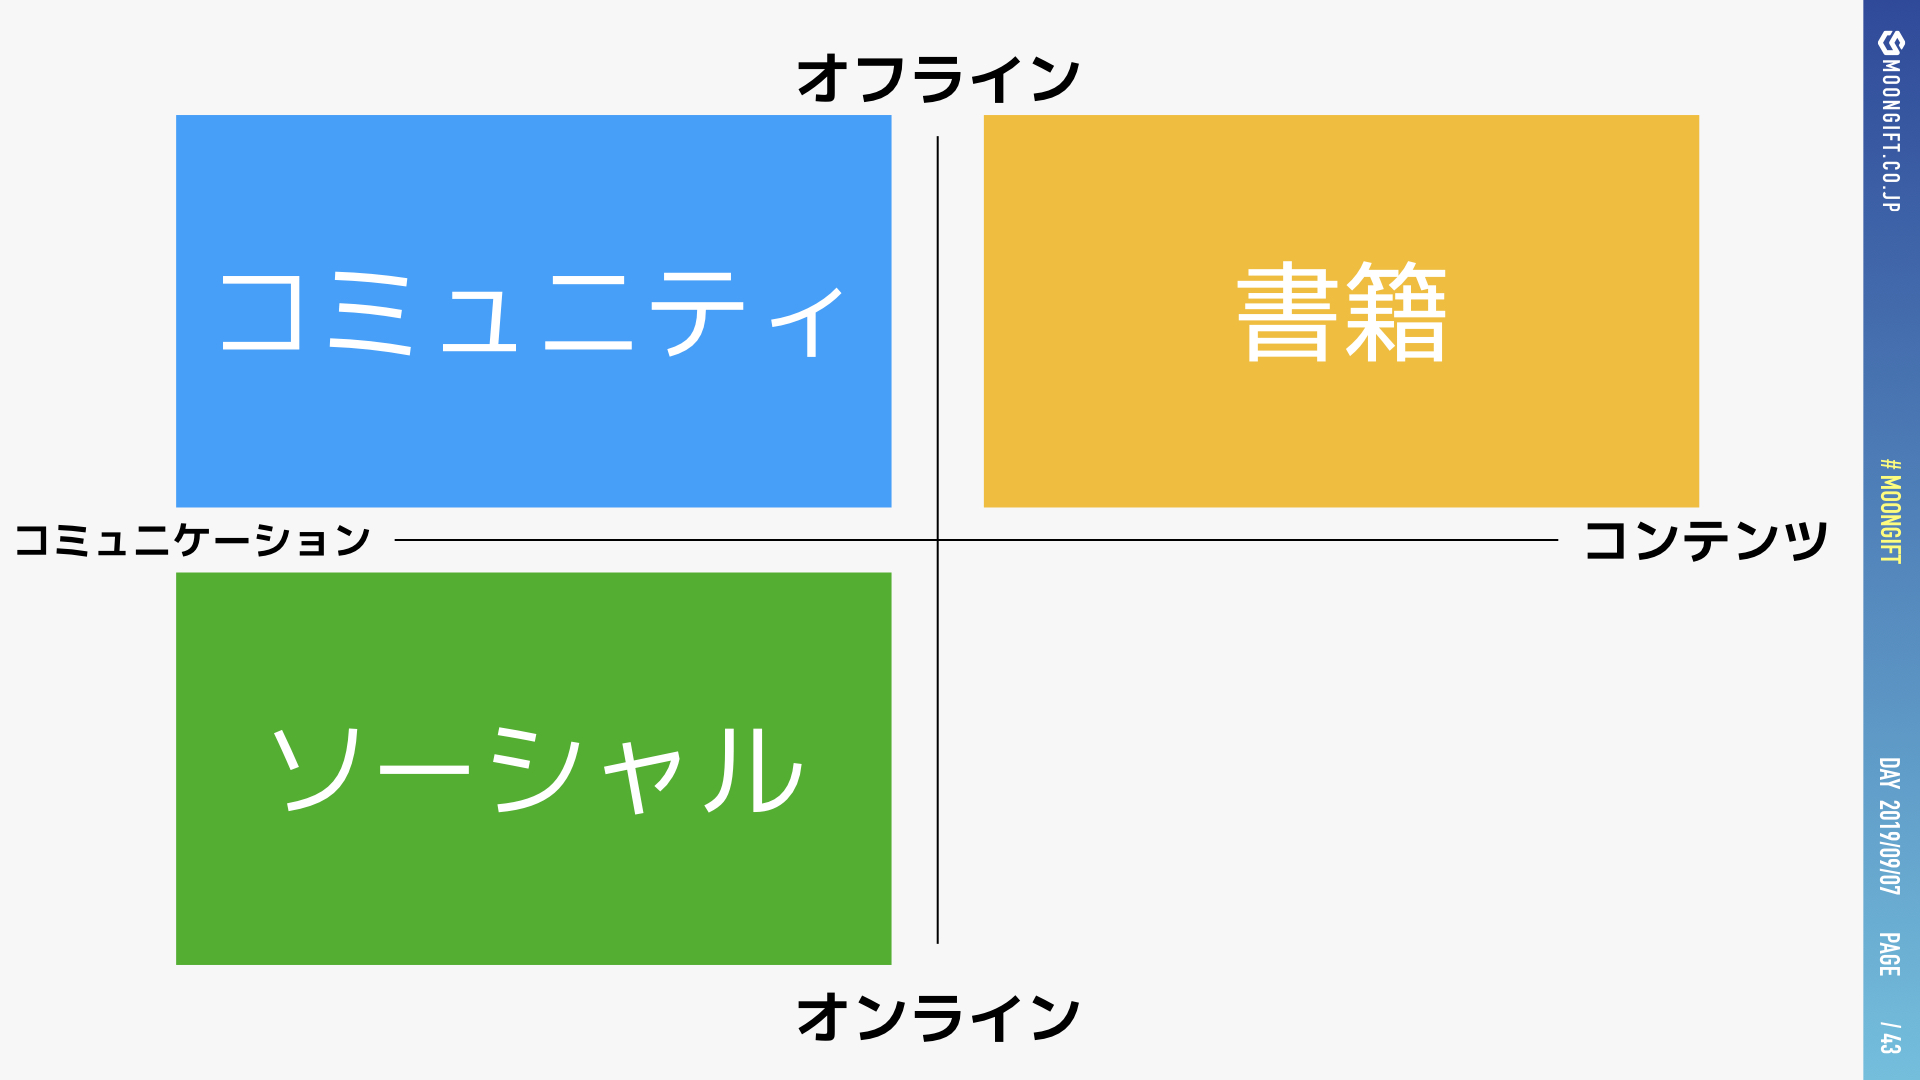 オフライン
コミュニティ
書籍
コミュニケーション
コンテンツ
ソーシャル
オンライン
MOONGIFT.CO.JP
# MOONGIFT
DAY 2019/09/07
PAGE / 43